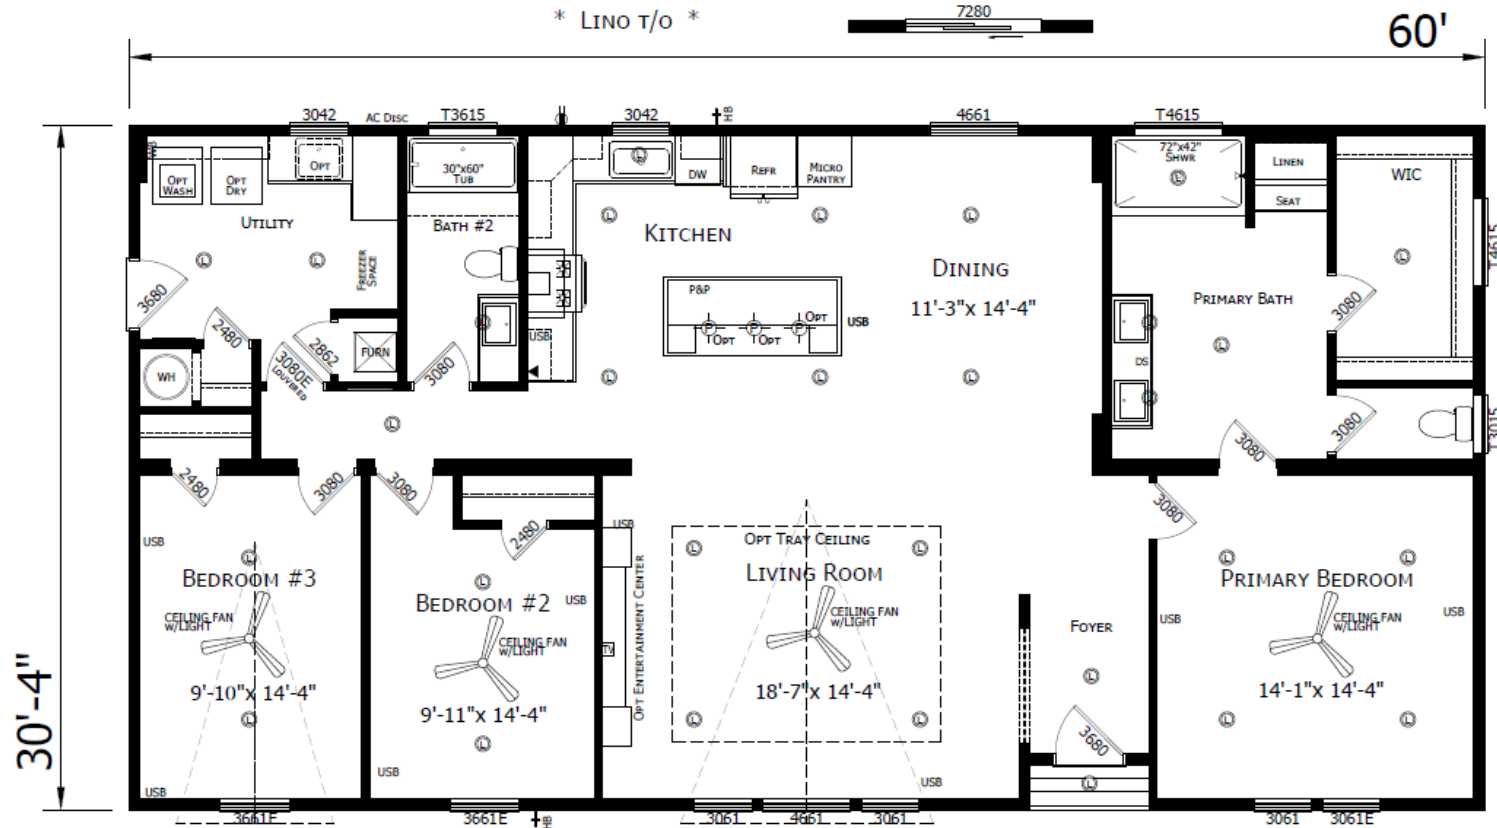 * Lino t/o *
7280
60'
30'-4"
3042
AC Disc
T3615
3042
HB
4661
T4615
WB
Opt
Wash
Opt
Dry
Opt
30"x60"
Tub
DW
Refr
Micro
Pantry
72"x42"
Shwr
Linen
Seat
WIC
T4615
Utility
Bath #2
Kitchen
Freezer
Space
Dining
11'-3"x 14'-4"
Primary Bath
3680
2480
2862
Furn
3080E
Louvered
WH
3080
USB
P&P
Opt
Opt
Opt
USB
DS
3080
3080
T3015
3080
2480
3080
3080
2480
USB
3080
USB
Opt Tray Ceiling
Living Room
Ceiling Fan
w/Light
18'-7"x 14'-4"
Opt Entertainment Center
TV
USB
Bedroom #3
Ceiling Fan
w/Light
9'-10"x 14'-4"
USB
Bedroom #2
USB
Ceiling Fan
w/Light
9'-11"x 14'-4"
USB
Foyer
3680
Primary Bedroom
USB
Ceiling Fan
w/Light
USB
14'-1"x 14'-4"
3661E
3661E
HB
3061
4661
3061
3061
3061E